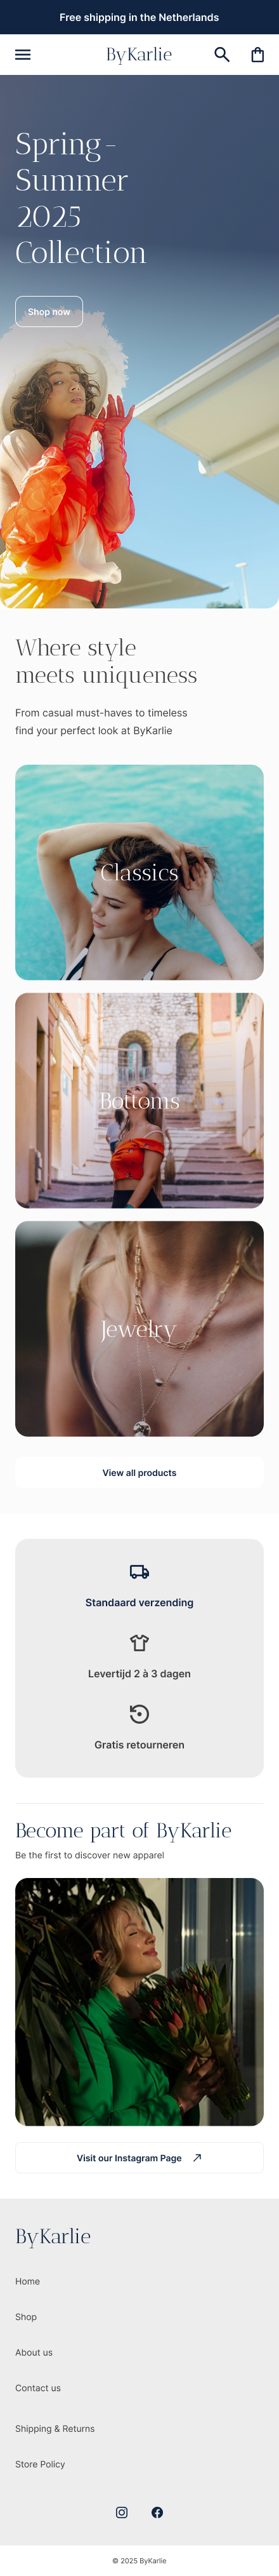 Free shipping in the Netherlands
ByKarlie
Spring-
Summer
2025
Collection
Shop now
Where style
meets uniqueness
From casual must-haves to timeless
find your perfect look at ByKarlie
Classics
Bottoms
Jewelry
View all products
Standaard verzending
Levertijd 2 à 3 dagen
Gratis retourneren
Become part of ByKarlie
Be the first to discover new apparel
Visit our Instagram Page
ByKarlie
Home
Shop
About us
Contact us
Shipping & Returns
Store Policy
© 2025 ByKarlie